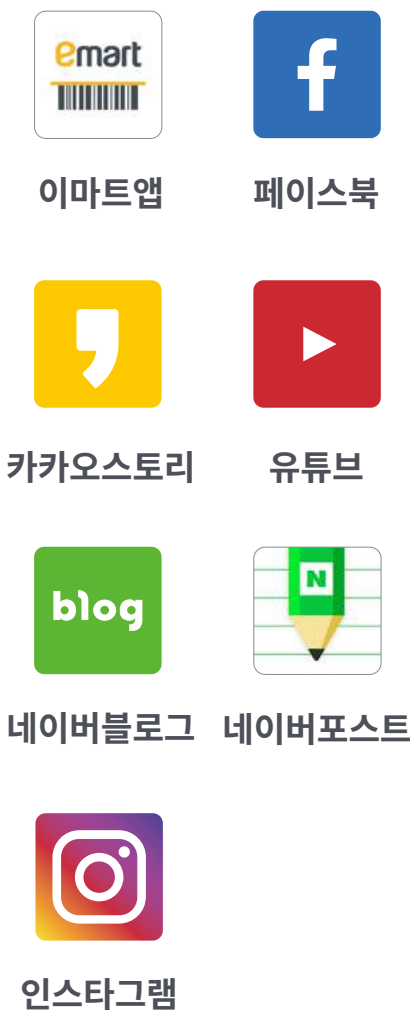 emart
f
이마트앱 페이스북
카카오스토리 유튜브
blog
N
네이버블로그 네이버포스트
인스타그램